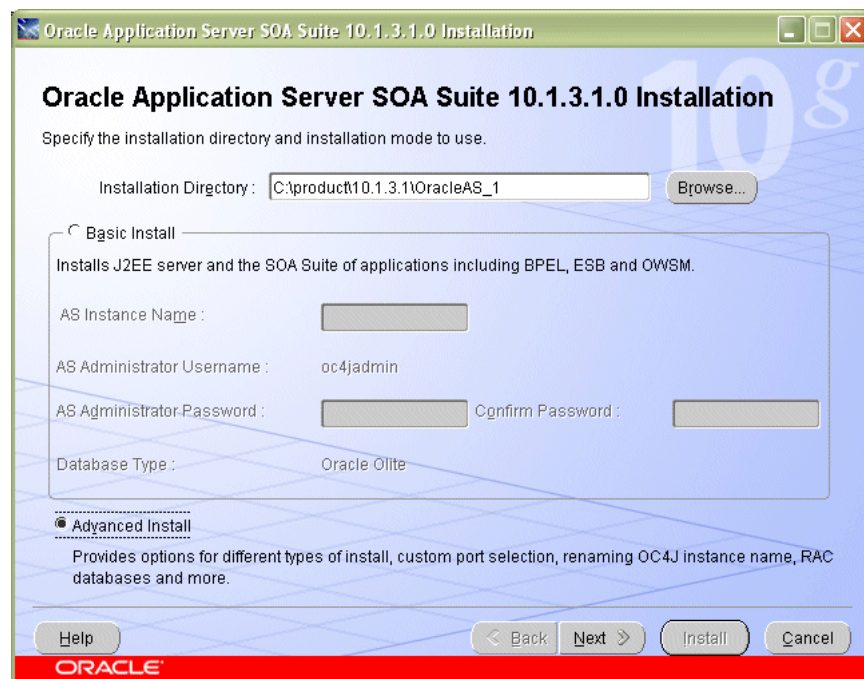 Oracle Application Server SOA Suite 10.1.3.1.0 Installation
10g
Oracle Application Server SOA Suite 10.1.3.1.0 Installation
Specify the installation directory and installation mode to use.
Installation Directory : C:\product\10.1.3.1\OracleAS_1 Browse...
Basic Install
Installs J2EE server and the SOA Suite of applications including BPEL, ESB and OWSM.
AS Instance Name :
AS Administrator Username : oc4jadmin
AS Administrator Password : Confirm Password :
Database Type : Oracle Olite
Advanced Install
Provides options for different types of install, custom port selection, renaming OC4J instance name, RAC
databases and more.
Help Back Next Install Cancel
ORACLE